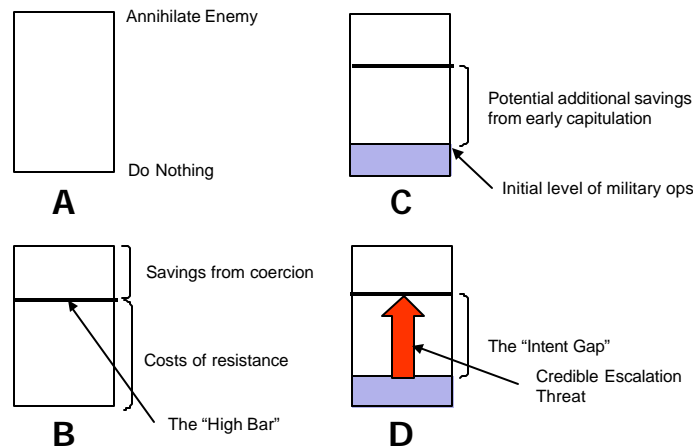 Annihilate Enemy
Do Nothing
A
Potential additional savings
from early capitulation
Initial level of military ops
C
Savings from coercion
Costs of resistance
The “High Bar”
B
The “Intent Gap”
Credible Escalation
Threat
D